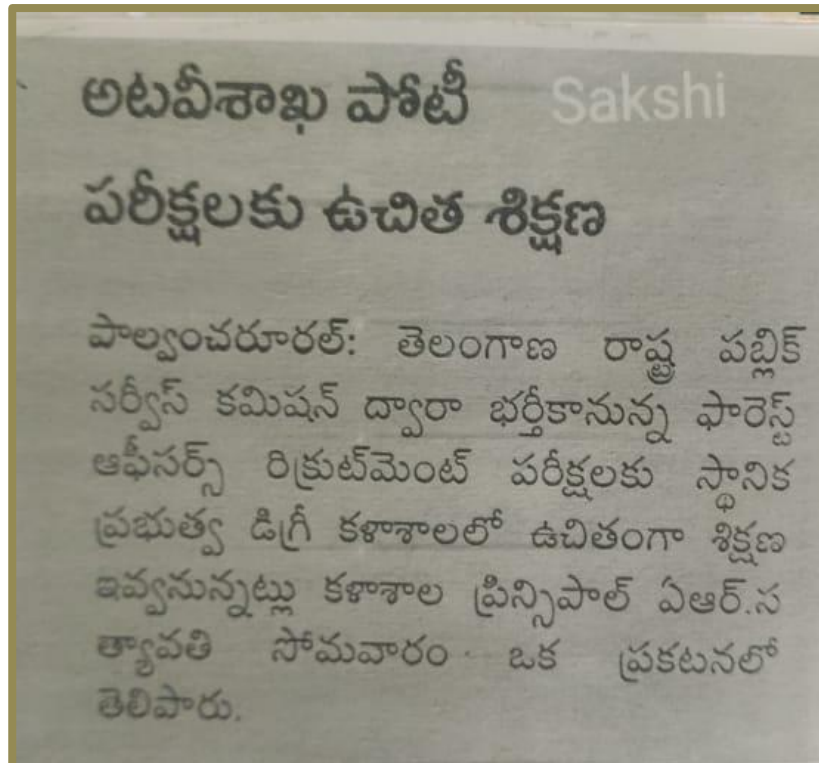 అటవీశాఖ పోటీ Sakshi
పరీక్షలకు ఉచిత శిక్షణ
పాల్వంచరూరల్: తెలంగాణ రాష్ట్ర పబ్లిక్
సర్వీస్ కమిషన్ ద్వారా భర్తీకానున్న ఫారెస్ట్
ఆఫీసర్స్ రిక్రుట్‌మెంట్ పరీక్షలకు స్థానిక
ప్రభుత్వ డిగ్రీ కళాశాలలో ఉచితంగా శిక్షణ
ఇవ్వనున్నట్లు కళాశాల ప్రిన్సిపాల్ ఏఆర్.స
త్యావతి సోమవారం ఒక ప్రకటనలో
తెలిపారు.